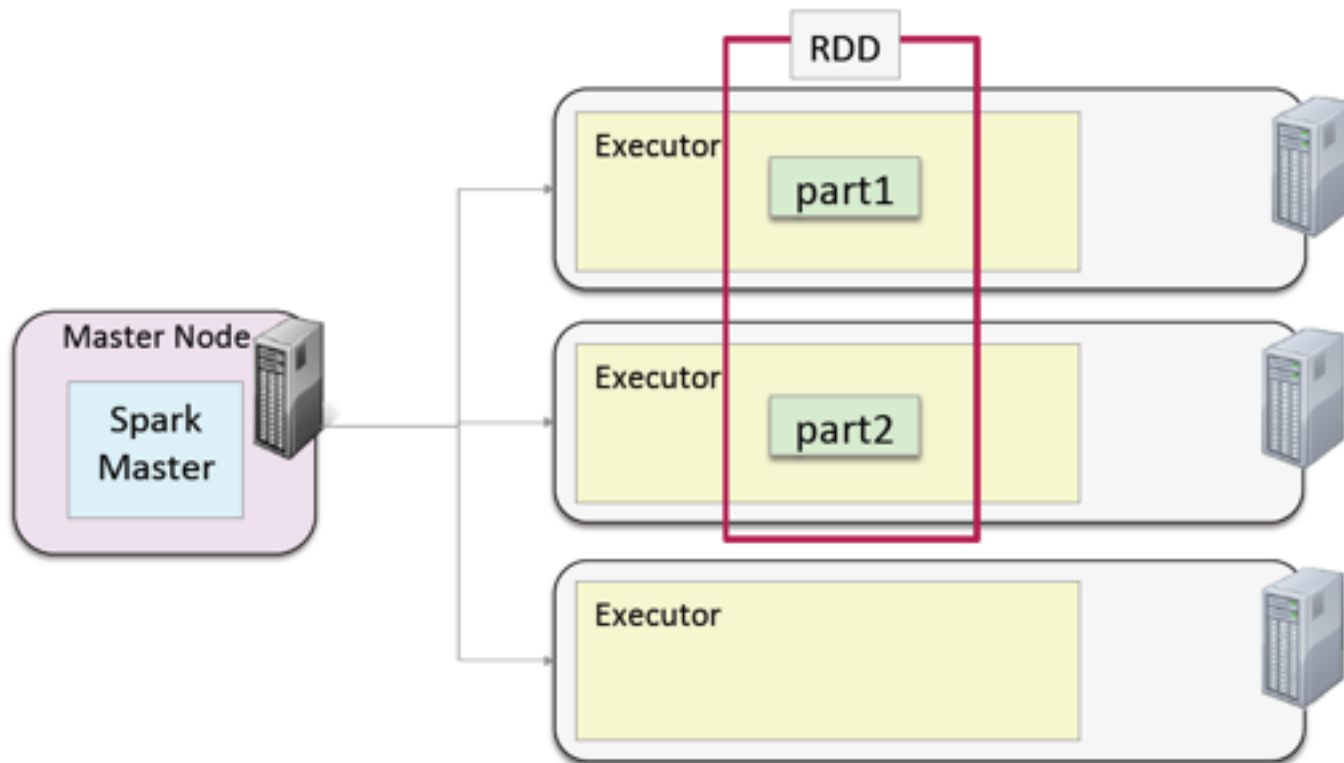 RDD
Executor
part1
Master Node
Spark
Master
Executor
part2
Executor